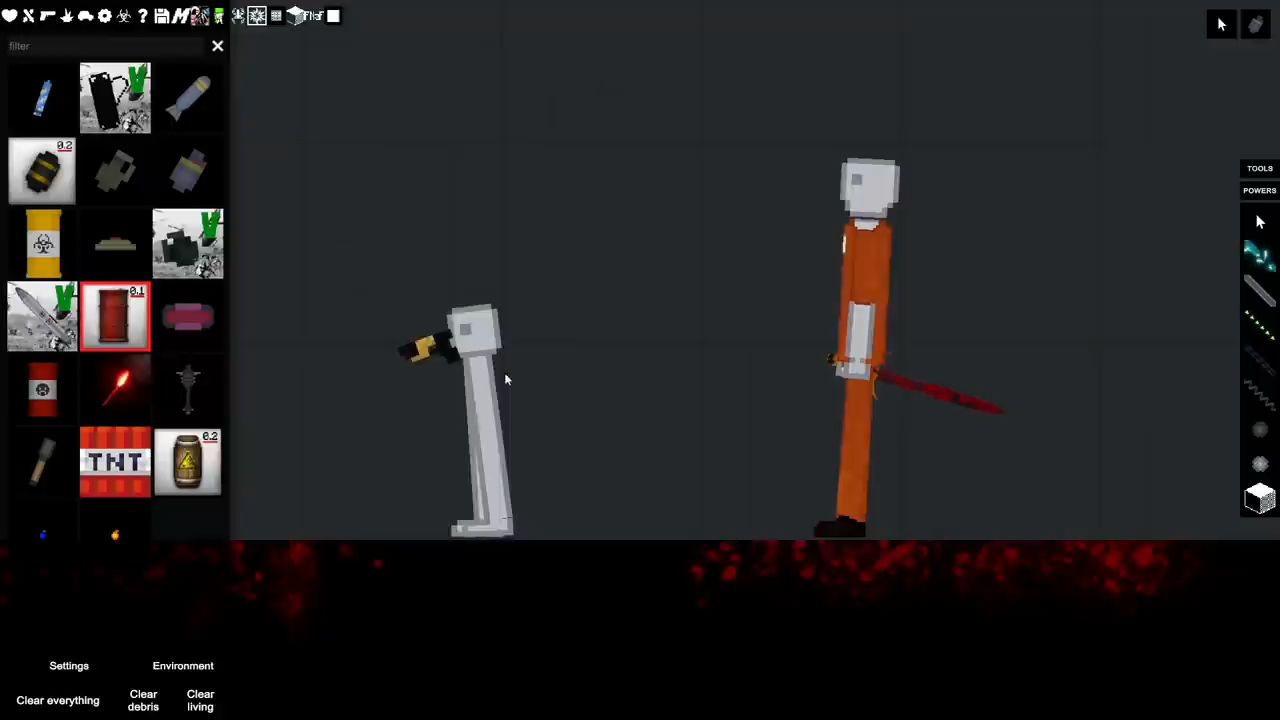 filter
0.2
0.1
TNT
0.2
TOOLS
POWERS
Settings
Environment
Clear everything
Clear debris
Clear living